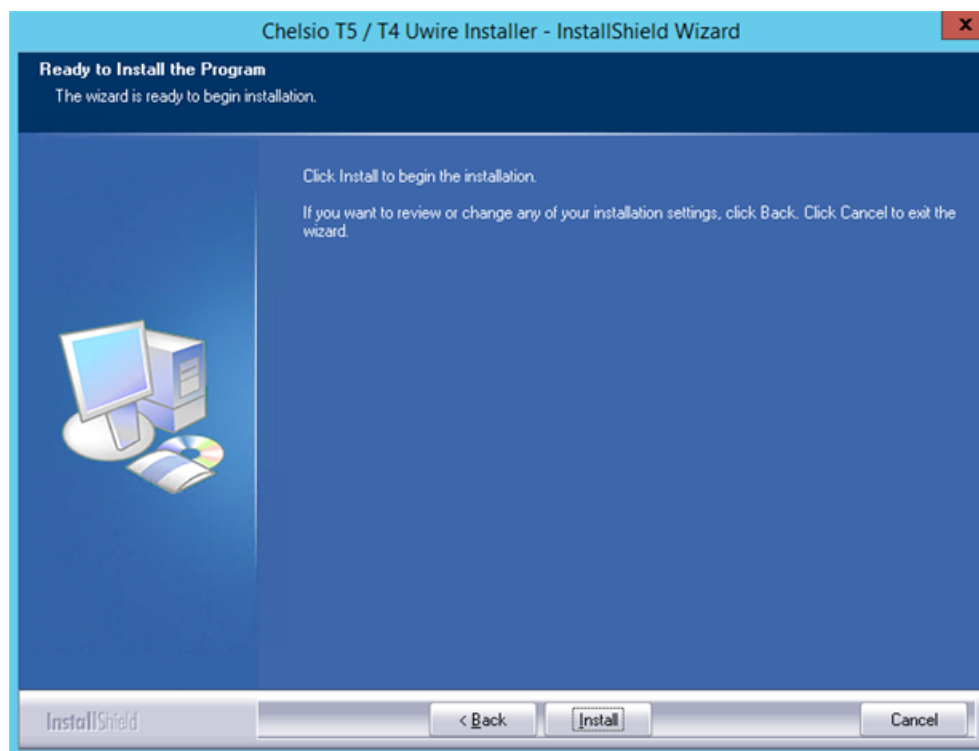 Chelsio T5 / T4 Uwire Installer - InstallShield Wizard
x
Ready to Install the Program
The wizard is ready to begin installation.
Click Install to begin the installation.
If you want to review or change any of your installation settings, click Back. Click Cancel to exit the
wizard.
InstallShield
< Back
Install
Cancel